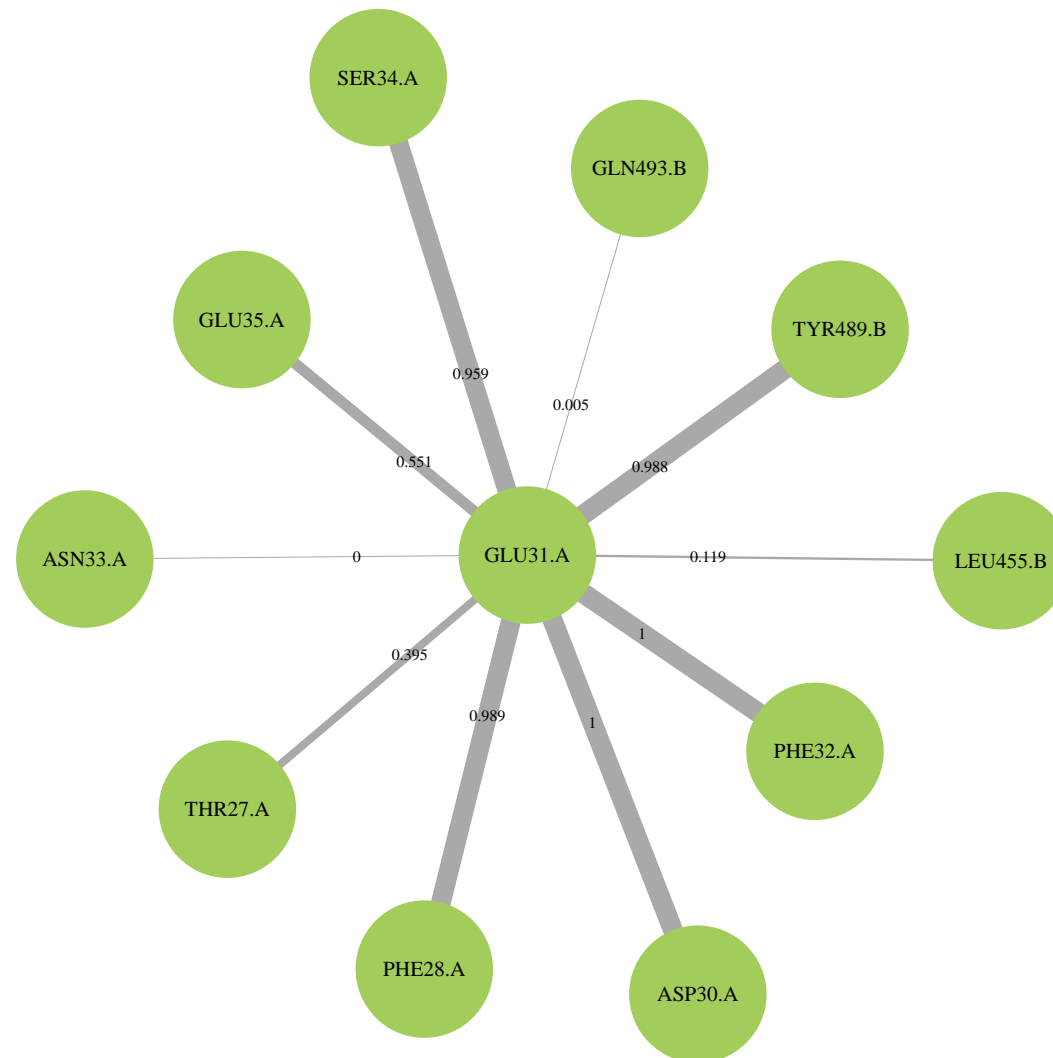 SER34.A
GLN493.B
GLU35.A
TYR489.B
0.959
0.005
0.551
0.988
ASN33.A
0
GLU31.A
0.119
LEU455.B
0.395
1
0.989
1
PHE32.A
THR27.A
PHE28.A
ASP30.A